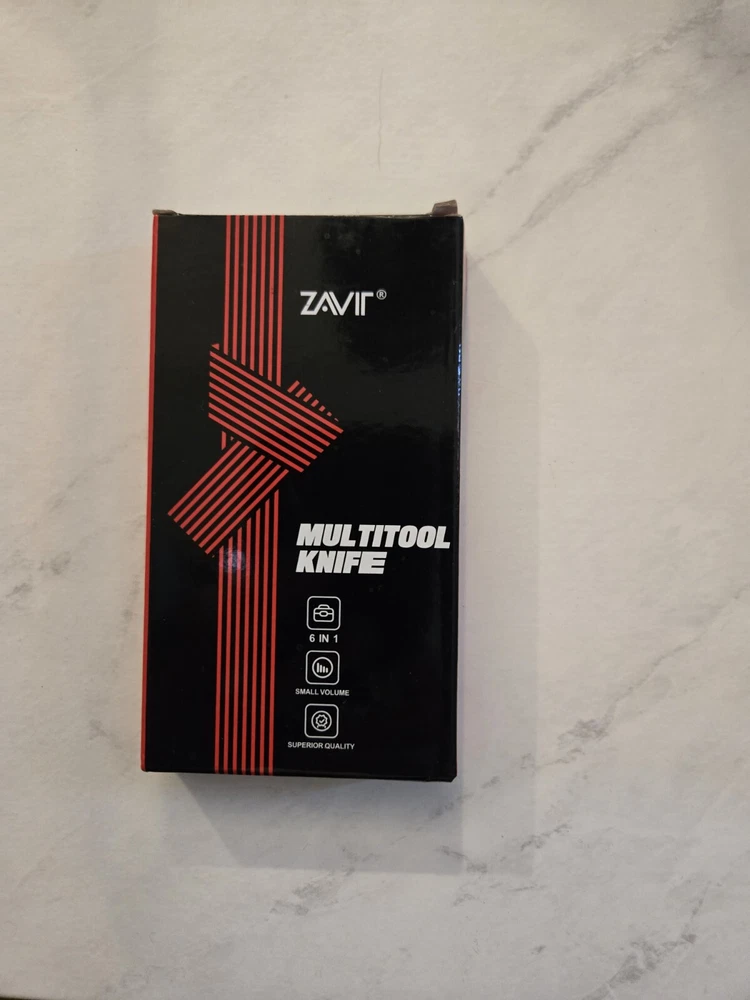 ZAVIT®
MULTITOOL
KNIFE
6 IN 1
SMALL VOLUME
SUPERIOR QUALITY